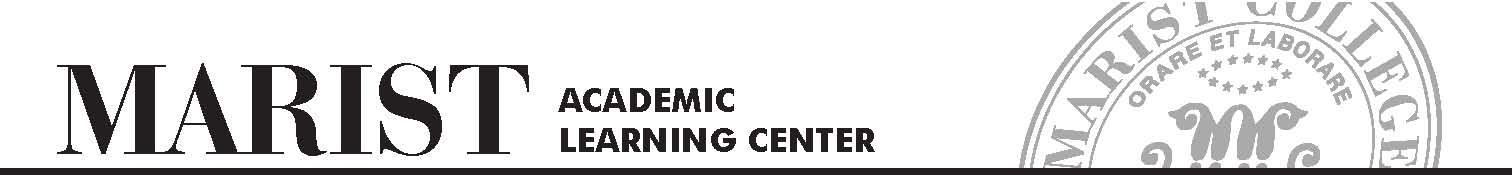 MARIST
ACADEMIC
LEARNING CENTER
MARIST COLLEGE
ORARE ET LABORARE